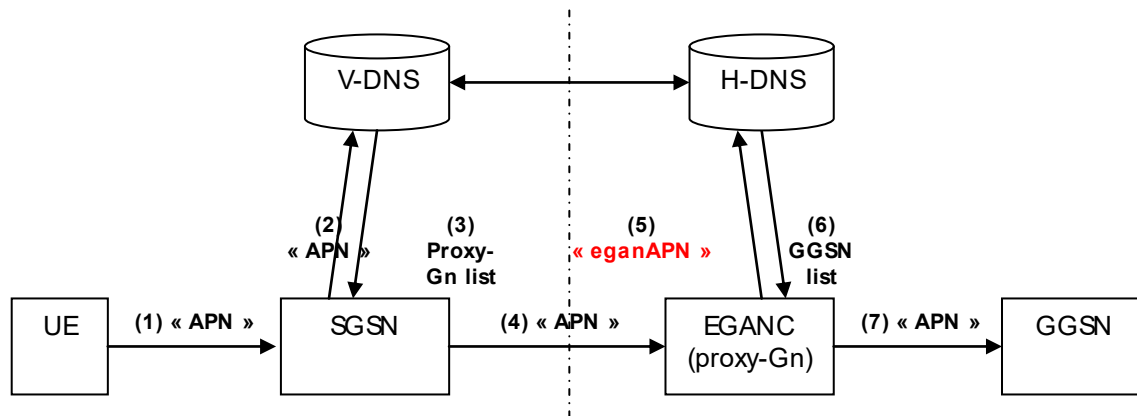 V-DNS
H-DNS
(2)
« APN »
(3)
Proxy-
Gn list
(5)
« eganAPN »
(6)
GGSN
list
UE
(1) « APN »
SGSN
(4) « APN »
EGANC
(proxy-Gn)
(7) « APN »
GGSN